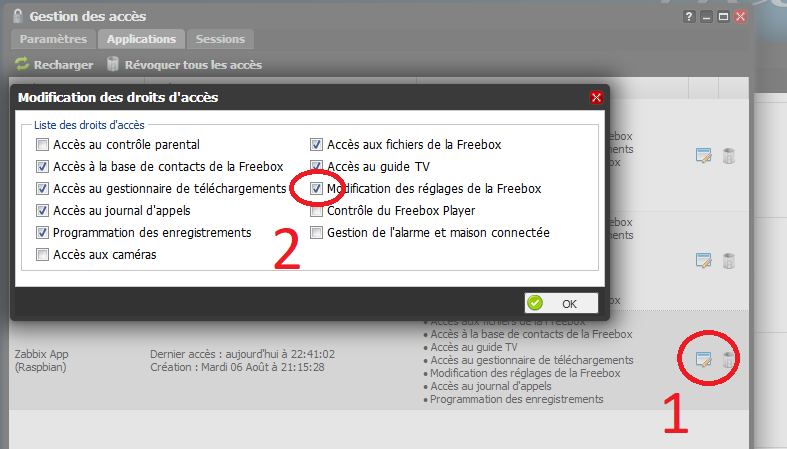 Gestion des accès
Paramètres Applications Sessions
Recharger Révoquer tous les accès
Modification des droits d'accès
Liste des droits d'accès
Accès au contrôle parental
Accès à la base de contacts de la Freebox
Accès au gestionnaire de téléchargements
Accès au journal d'appels
Programmation des enregistrements
Accès aux caméras
Accès aux fichiers de la Freebox
Accès au guide TV
Modification des réglages de la Freebox
Contrôle du Freebox Player
Gestion de l'alarme et maison connectée
2
OK
Zabbix App
(Raspbian)
Dernier accès : aujourd'hui à 22:41:02
Création : Mardi 06 Août à 21:15:28
• Accès aux fichiers de la Freebox
• Accès à la base de contacts de la Freebox
• Accès au guide TV
• Accès au gestionnaire de téléchargements
• Modification des réglages de la Freebox
• Accès au journal d'appels
• Programmation des enregistrements
1